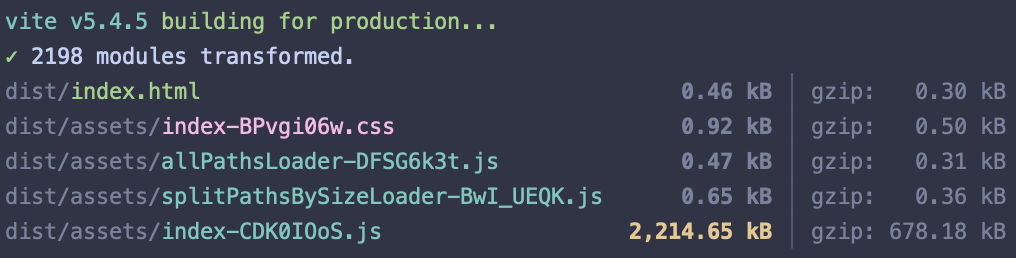 vite v5.4.5 building for production...
✓ 2198 modules transformed.
dist/index.html 0.46 kB │ gzip: 0.30 kB
dist/assets/index-BPvgi06w.css 0.92 kB │ gzip: 0.50 kB
dist/assets/allPathsLoader-DFSG6k3t.js 0.47 kB │ gzip: 0.31 kB
dist/assets/splitPathsBySizeLoader-BwI_UEQK.js 0.65 kB │ gzip: 0.36 kB
dist/assets/index-CDK0IOoS.js 2,214.65 kB │ gzip: 678.18 kB